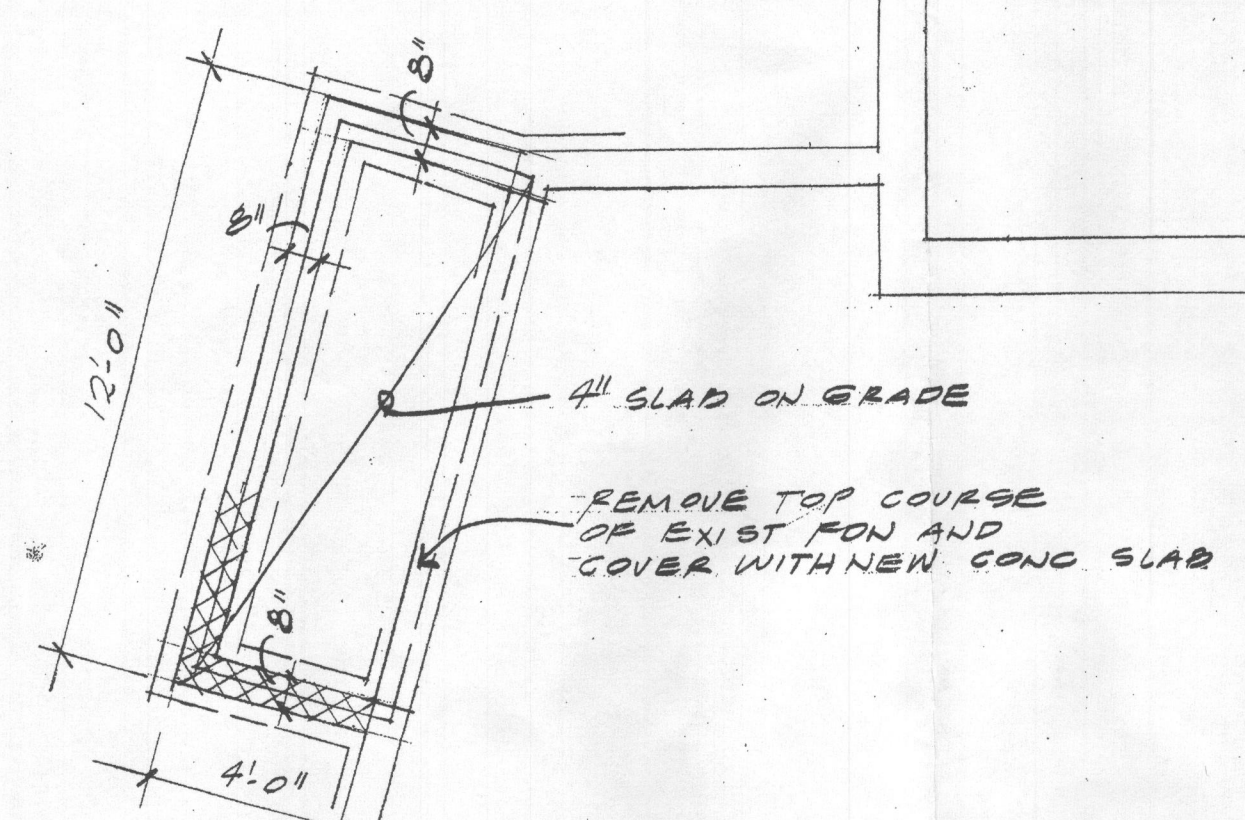 8"
8"
12'-0"
4" SLAB ON GRADE
REMOVE TOP COURSE
OF EXIST FDN AND
COVER WITH NEW CONC SLAB
8"
4'-0"